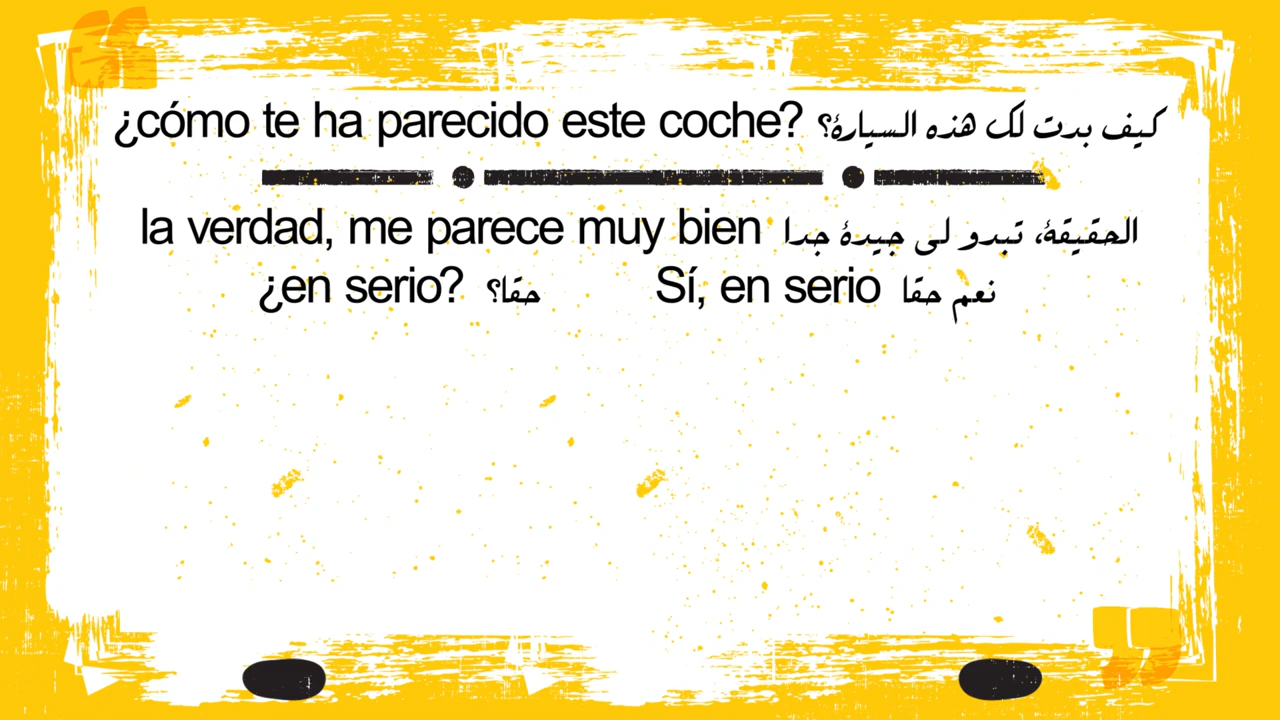 ¿cómo te ha parecido este coche? كيف بدت لك هذه السيارة؟
la verdad, me parece muy bien الحقيقة، تبدو لي جيدة جدا
¿en serio? حقا؟ Sí, en serio نعم حقا